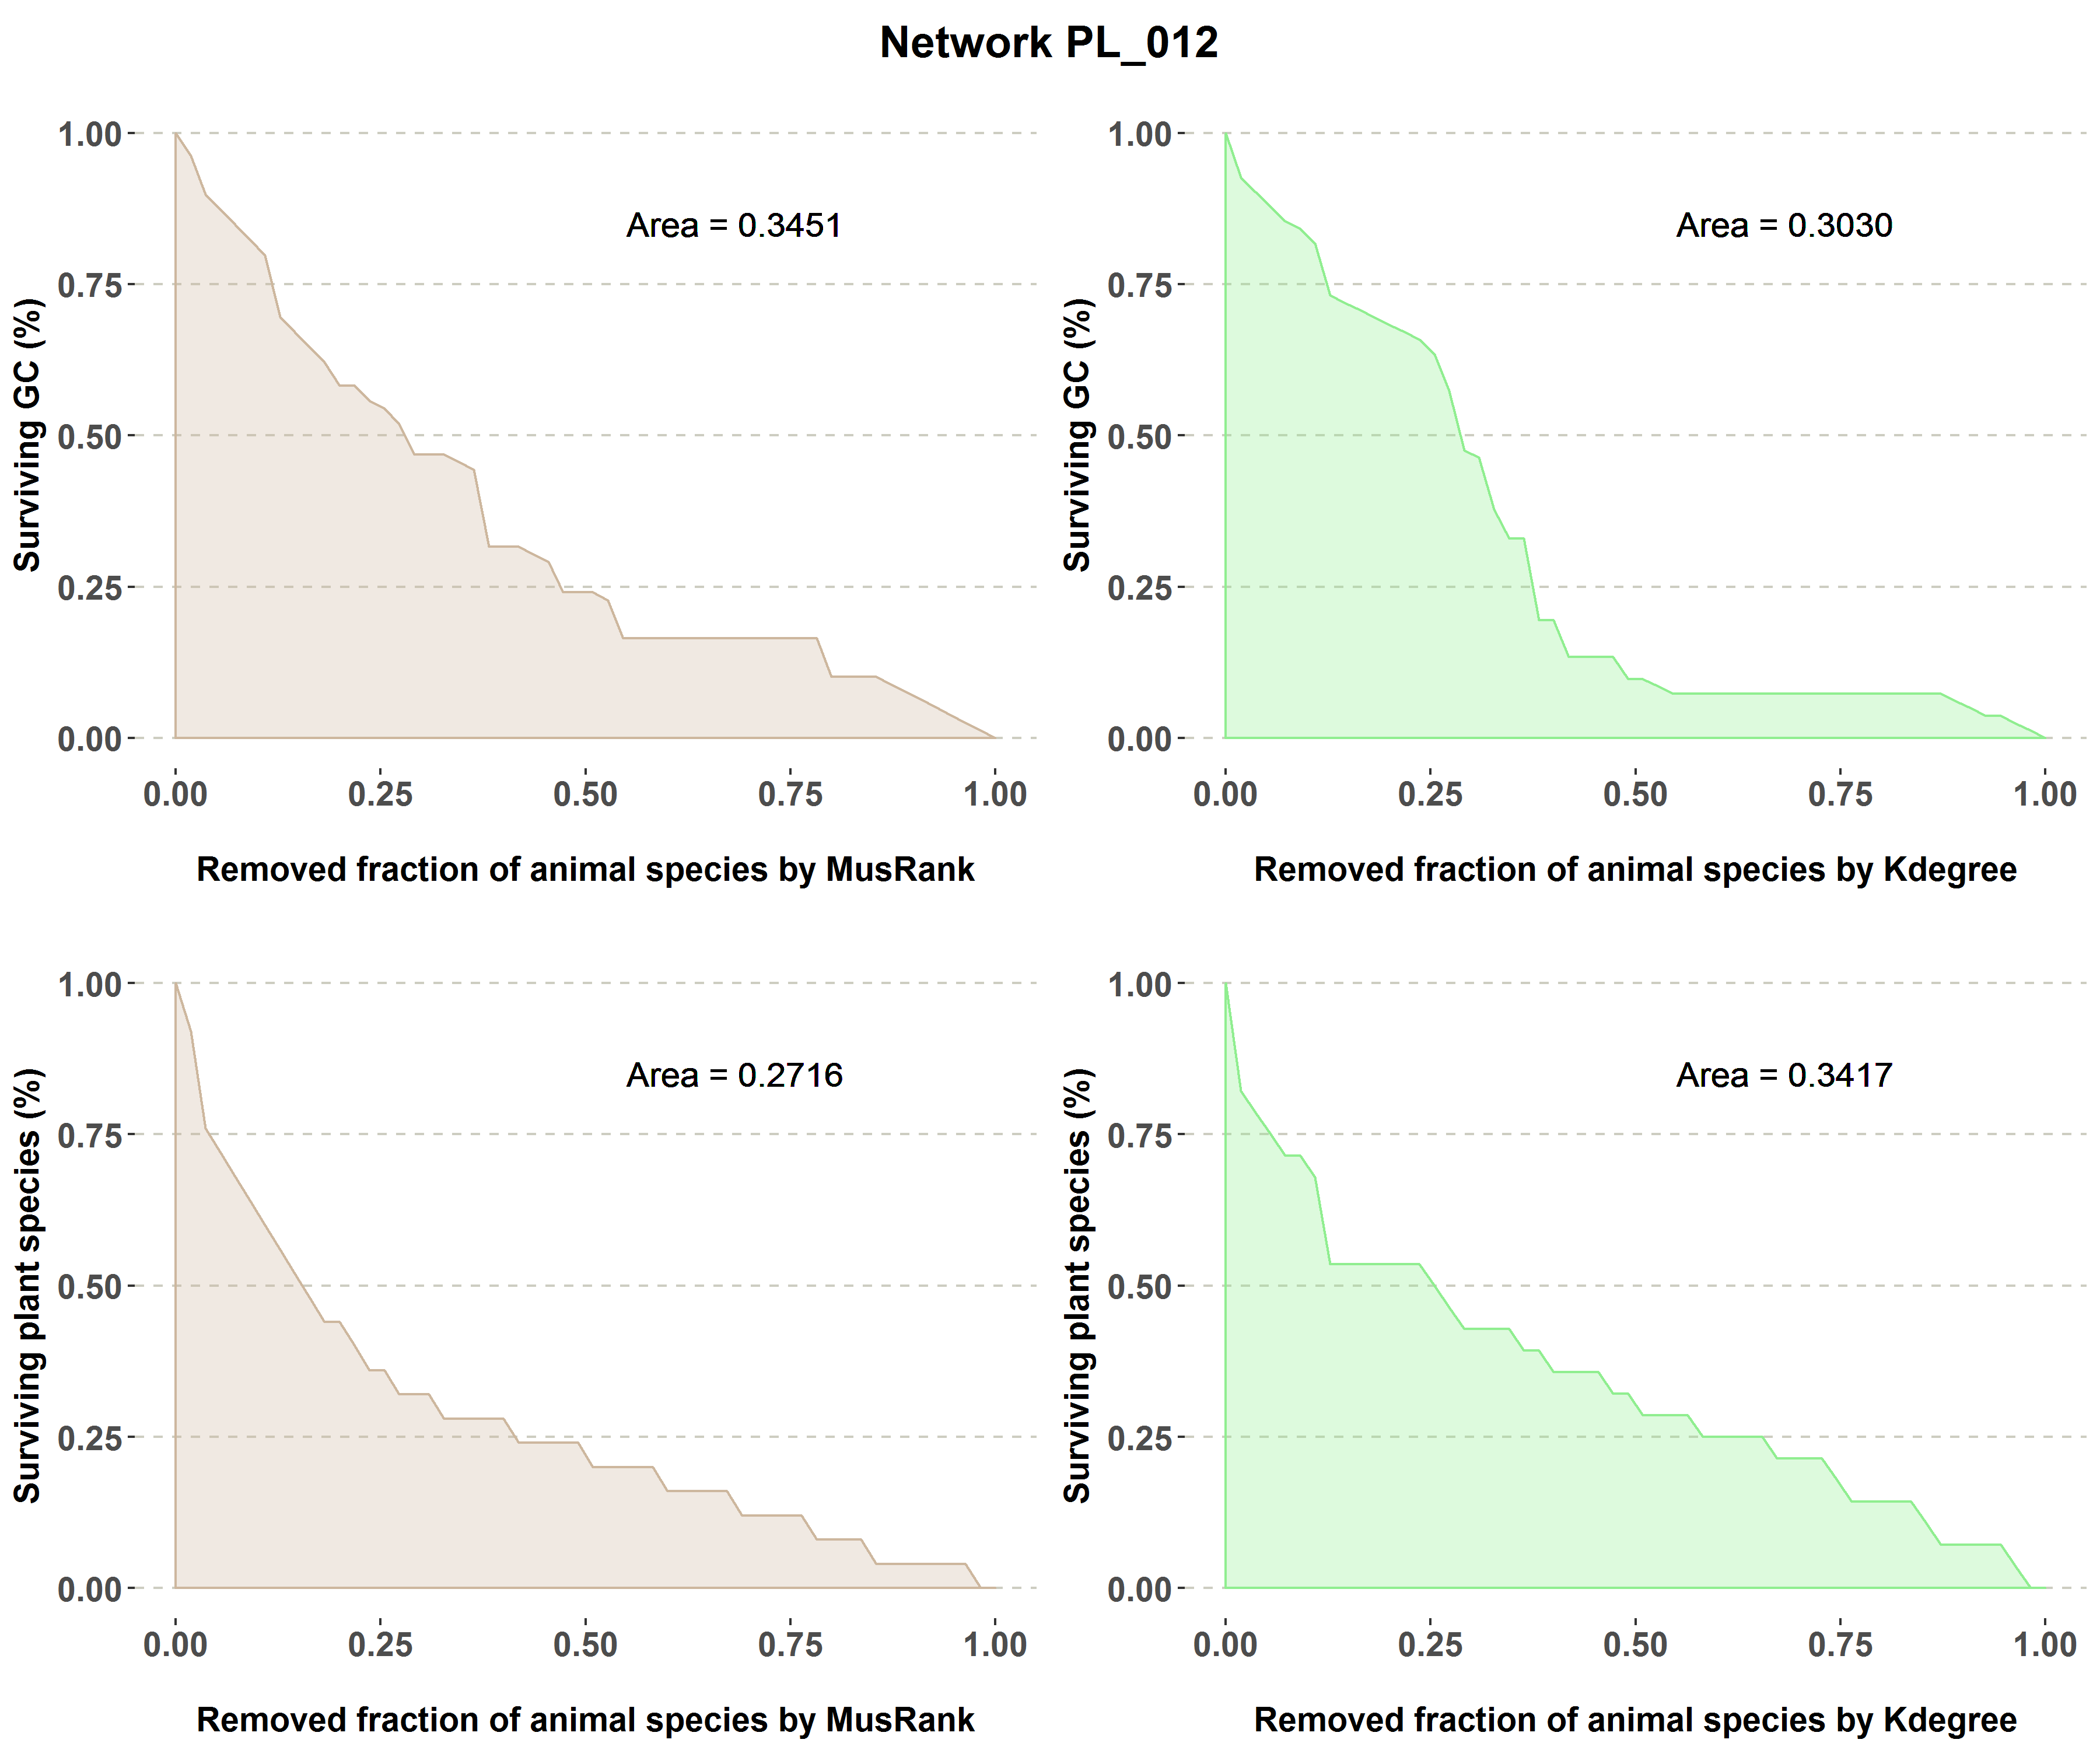 Network PL_012
Surviving GC (%)
1.00
0.75
0.50
0.25
0.00
Area = 0.3451
0.00 0.25 0.50 0.75 1.00
Removed fraction of animal species by MusRank
Surviving GC (%)
1.00
0.75
0.50
0.25
0.00
Area = 0.3030
0.00 0.25 0.50 0.75 1.00
Removed fraction of animal species by Kdegree
Surviving plant species (%)
1.00
0.75
0.50
0.25
0.00
Area = 0.2716
0.00 0.25 0.50 0.75 1.00
Removed fraction of animal species by MusRank
Surviving plant species (%)
1.00
0.75
0.50
0.25
0.00
Area = 0.3417
0.00 0.25 0.50 0.75 1.00
Removed fraction of animal species by Kdegree